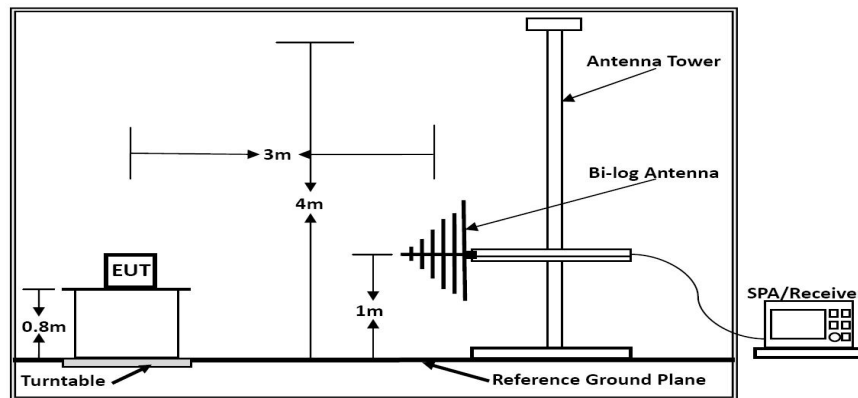 Antenna Tower
3m
Bi-log Antenna
4m
EUT
1m
0.8m
SPA/Receive
Turntable
Reference Ground Plane